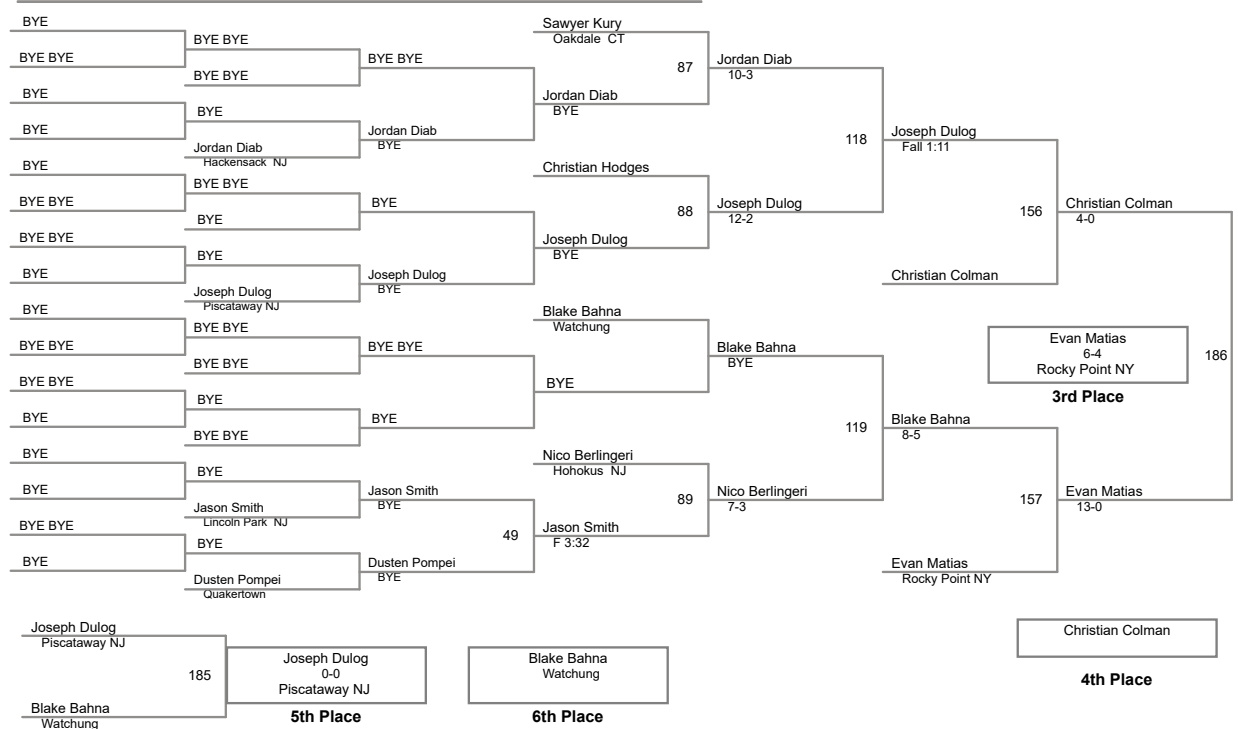 BYE
BYE BYE
BYE
BYE
BYE
BYE BYE
BYE BYE
BYE
BYE
BYE BYE
BYE BYE
BYE
BYE
BYE
BYE BYE
BYE
BYE BYE
BYE BYE
BYE
Jordan Diab
Hackensack NJ
BYE BYE
BYE
BYE
Joseph Dulog
Piscataway NJ
BYE BYE
BYE BYE
BYE
BYE BYE
BYE
Jason Smith
Lincoln Park NJ
BYE
Dusten Pompei
Quakertown
BYE BYE
Jordan Diab
BYE
BYE
Joseph Dulog
BYE
BYE BYE
BYE
Jason Smith
BYE
49
Dusten Pompei
BYE
Sawyer Kury
Oakdale CT
87
Jordan Diab
BYE
Christian Hodges
88
Joseph Dulog
BYE
Blake Bahna
Watchung
BYE
Nico Berlingeri
Hohokus NJ
89
Jason Smith
F 3:32
Jordan Diab
10-3
118
Joseph Dulog
12-2
Blake Bahna
BYE
119
Nico Berlingeri
7-3
Joseph Dulog
Fall 1:11
156
Christian Colman
Blake Bahna
8-5
157
Evan Matias
Rocky Point NY
Christian Colman
4-0
186
Evan Matias
13-0
Evan Matias
6-4
Rocky Point NY
3rd Place
Christian Colman
4th Place
Joseph Dulog
Piscataway NJ
185
Blake Bahna
Watchung
Joseph Dulog
0-0
Piscataway NJ
5th Place
Blake Bahna
Watchung
6th Place